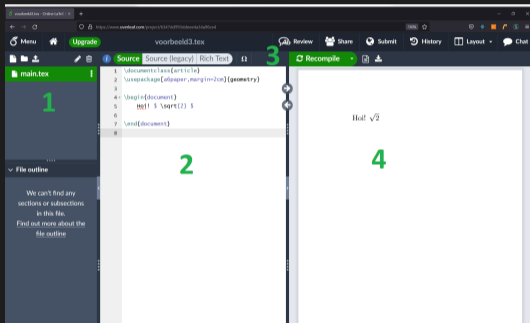 Menu
Upgrade
voorbeeld3.tex
Review
Share
Submit
History
Layout
Chat
Source
Source (legacy)
Rich Text
Ω
3
Recompile
main.tex
1
1 \documentclass{article}
2 \usepackage[a6paper,margin=2cm]{geometry}
3
4 \begin{document}
5 Hoi! $ \sqrt{2} $
6
7 \end{document}
8
2
Hoi! √2
4
File outline
We can't find any
sections or subsections
in this file.
Find out more about the
file outline